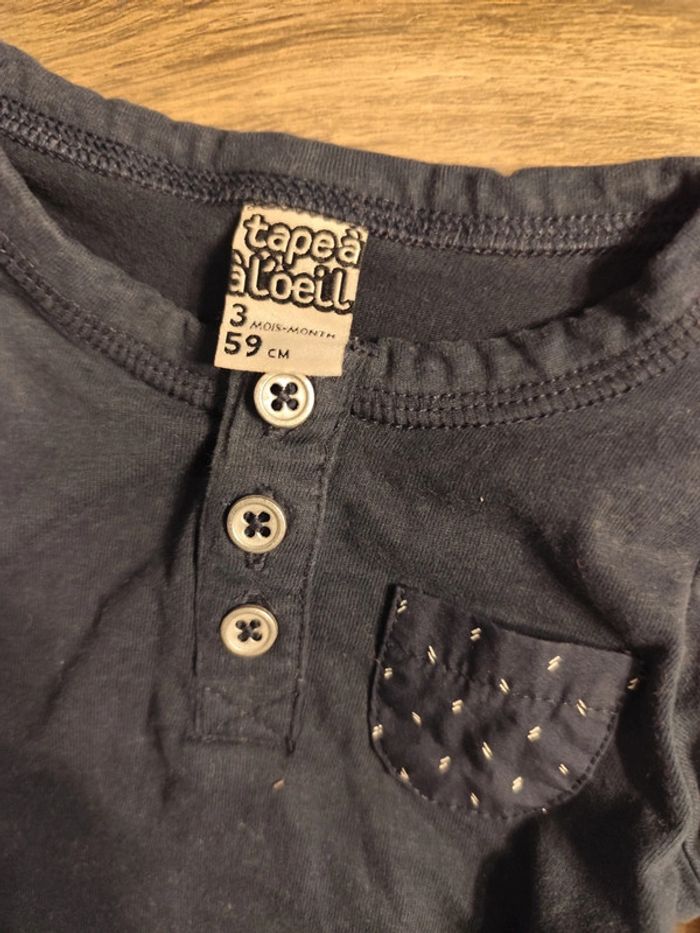 tape à
à l'oeil
3 MOIS-MONTH
59 CM